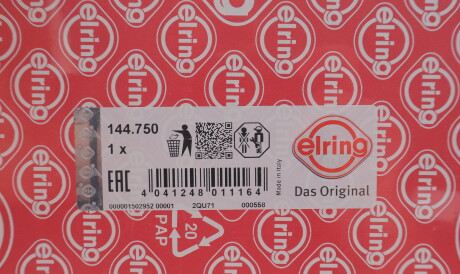 144.750
1 x
elring
Made in Italy
Das Original
EAC
4 041248 011164
000001502952 00001 2QU71 000558
20
PAP